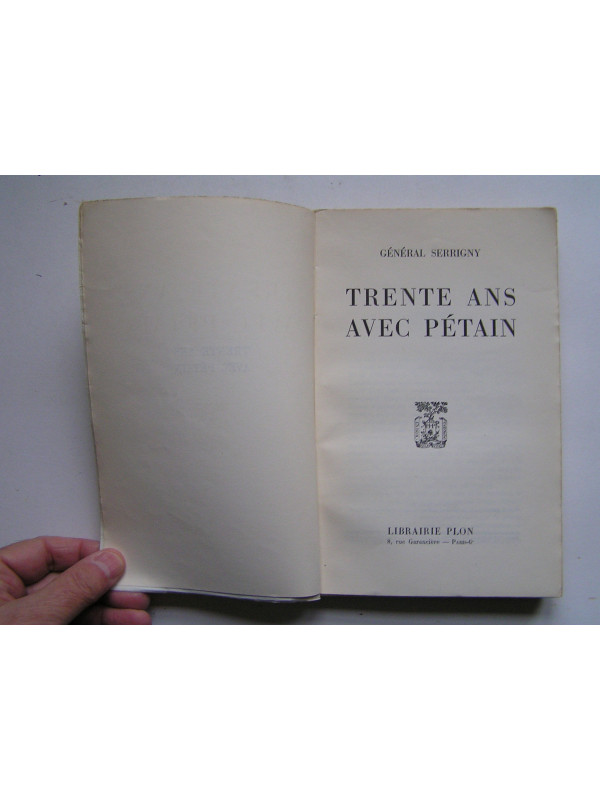 GÉNÉRAL SERRIGNY
TRENTE ANS
AVEC PÉTAIN
LIBRAIRIE PLON
8, rue Garancière — Paris-6e